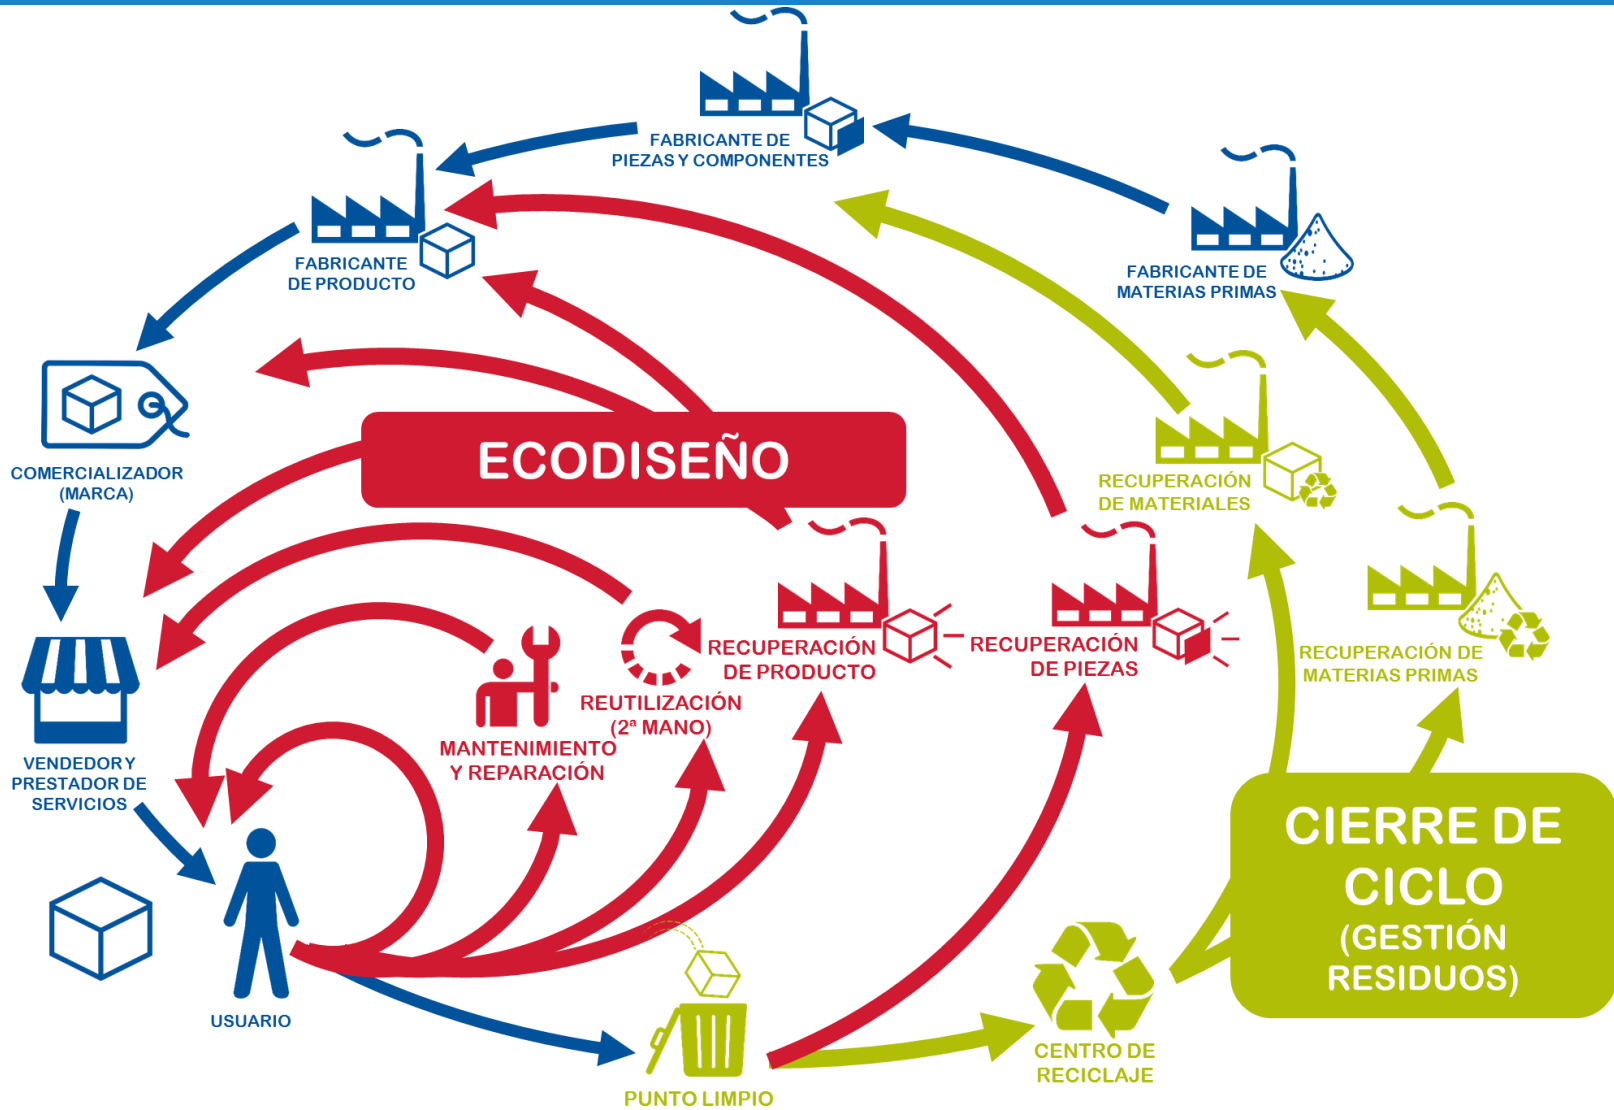 FABRICANTE DE
PIEZAS Y COMPONENTES
FABRICANTE
DE PRODUCTO
FABRICANTE DE
MATERIAS PRIMAS
COMERCIALIZADOR
(MARCA)
ECODISEÑO
RECUPERACIÓN
DE MATERIALES
RECUPERACIÓN
DE PRODUCTO
RECUPERACIÓN
DE PIEZAS
RECUPERACIÓN DE
MATERIAS PRIMAS
REUTILIZACIÓN
(2ª MANO)
MANTENIMIENTO
Y REPARACIÓN
VENDEDOR Y
PRESTADOR DE
SERVICIOS
CIERRE DE
CICLO
(GESTIÓN
RESIDUOS)
USUARIO
CENTRO DE
RECICLAJE
PUNTO LIMPIO